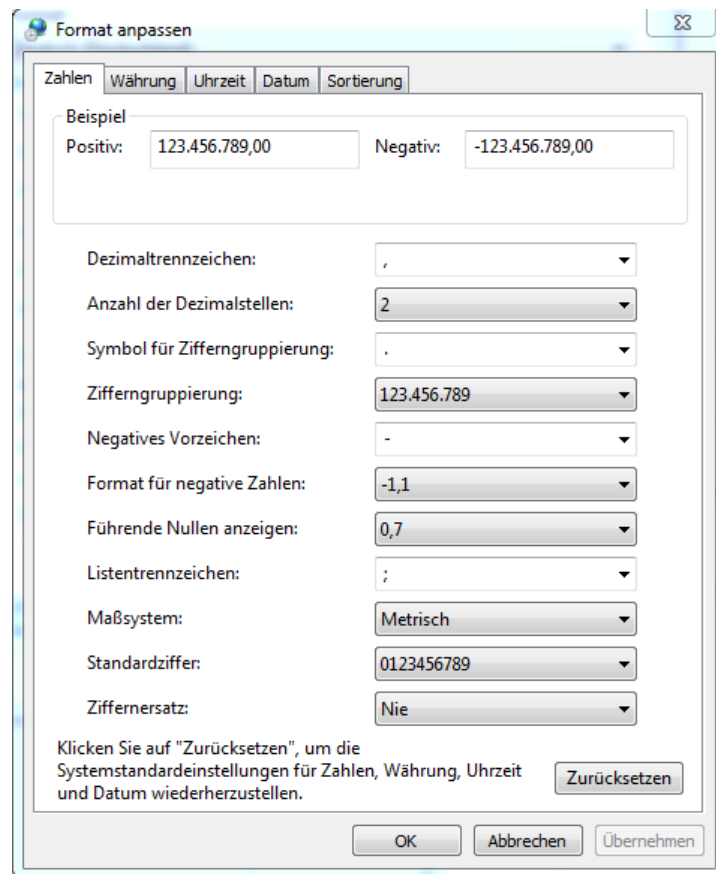 Format anpassen
Zahlen Währung Uhrzeit Datum Sortierung
Beispiel
Positiv: 123.456.789,00 Negativ: -123.456.789,00
Dezimaltrennzeichen: ,
Anzahl der Dezimalstellen: 2
Symbol für Zifferngruppierung: .
Zifferngruppierung: 123.456.789
Negatives Vorzeichen: -
Format für negative Zahlen: -1,1
Führende Nullen anzeigen: 0,7
Listentrennzeichen: ;
Maßsystem: Metrisch
Standardziffer: 0123456789
Ziffernersatz: Nie
Klicken Sie auf "Zurücksetzen", um die
Systemstandardeinstellungen für Zahlen, Währung, Uhrzeit
und Datum wiederherzustellen.
Zurücksetzen
OK Abbrechen Übernehmen